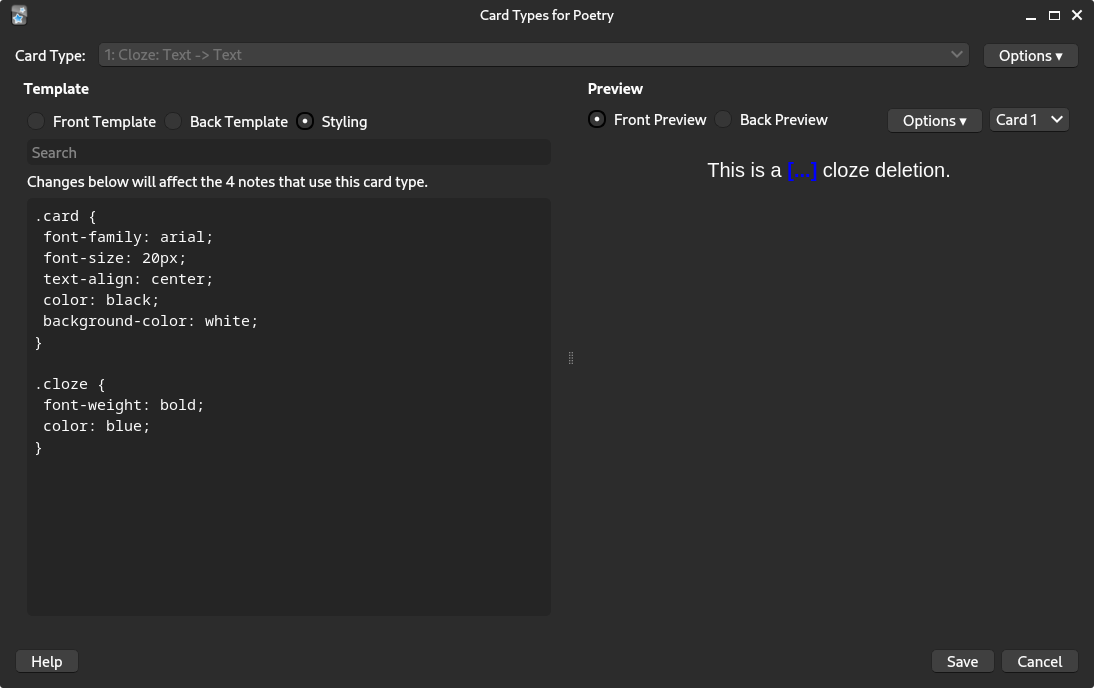 Card Types for Poetry
Card Type: 1: Cloze: Text -> Text Options ▾
Template
Front Template Back Template Styling
Search
Changes below will affect the 4 notes that use this card type.
.card {
 font-family: arial;
 font-size: 20px;
 text-align: center;
 color: black;
 background-color: white;
}
.cloze {
 font-weight: bold;
 color: blue;
}
Preview
Front Preview Back Preview Options ▾ Card 1
This is a [...] cloze deletion.
Help Save Cancel